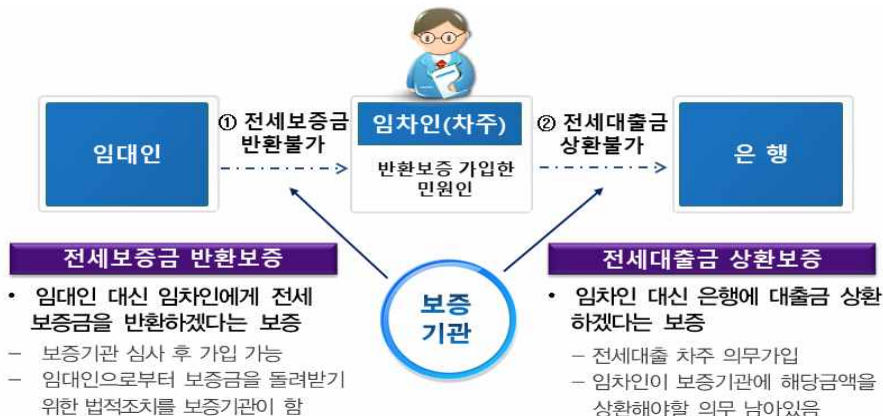 ① 전세보증금
반환불가
임대인
임차인(차주)
반환보증 가입한
민원인
② 전세대출금
상환불가
은 행
전세보증금 반환보증
• 임대인 대신 임차인에게 전세
보증금을 반환하겠다는 보증
– 보증기관 심사 후 가입 가능
– 임대인으로부터 보증금을 돌려받기
위한 법적조치를 보증기관이 함
보증
기관
전세대출금 상환보증
• 임차인 대신 은행에 대출금 상환
하겠다는 보증
– 전세대출 차주 의무가입
– 임차인이 보증기관에 해당금액을
상환해야할 의무 남아있음